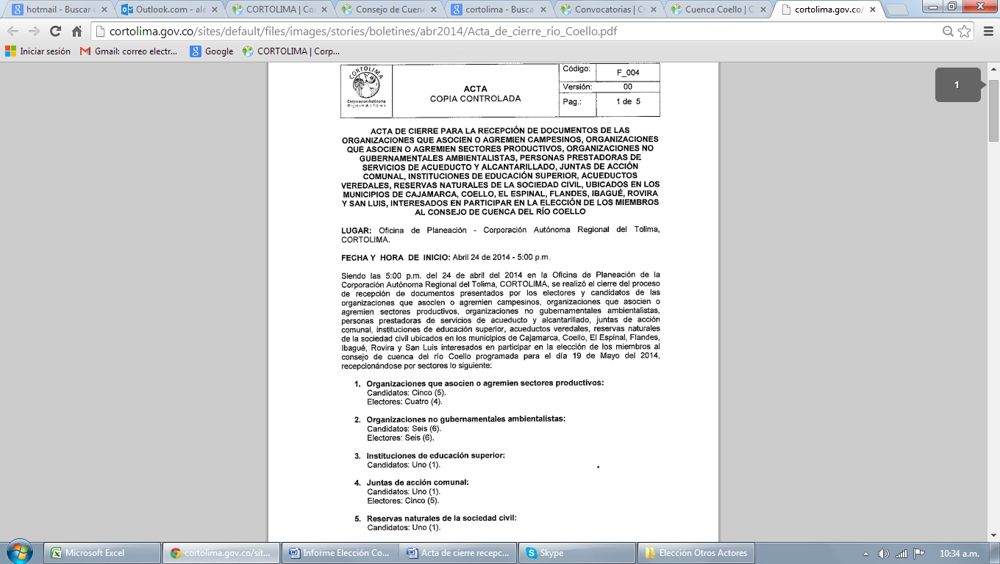 hotmail - Buscar c
Outlook.com - ale
CORTOLIMA | Co
Consejo de Cuenc
cortolima - Busca
Convocatorias | C
Cuenca Coello | C
cortolima.gov.co/
cortolima.gov.co/sites/default/files/images/stories/boletines/abr2014/Acta_de_cierre_rio_Coello.pdf
Iniciar sesión
Gmail: correo electr...
Google
CORTOLIMA | Corp...
1
CORTOLIMA
Corporación Autónoma
Regional del Tolima
ACTA
COPIA CONTROLADA
Código: F_004
Versión: 00
Pag.: 1 de 5
ACTA DE CIERRE PARA LA RECEPCIÓN DE DOCUMENTOS DE LAS
ORGANIZACIONES QUE ASOCIEN O AGREMIEN CAMPESINOS, ORGANIZACIONES
QUE ASOCIEN O AGREMIEN SECTORES PRODUCTIVOS, ORGANIZACIONES NO
GUBERNAMENTALES AMBIENTALISTAS, PERSONAS PRESTADORAS DE
SERVICIOS DE ACUEDUCTO Y ALCANTARILLADO, JUNTAS DE ACCIÓN
COMUNAL, INSTITUCIONES DE EDUCACIÓN SUPERIOR, ACUEDUCTOS
VEREDALES, RESERVAS NATURALES DE LA SOCIEDAD CIVIL, UBICADOS EN LOS
MUNICIPIOS DE CAJAMARCA, COELLO, EL ESPINAL, FLANDES, IBAGUÉ, ROVIRA
Y SAN LUIS, INTERESADOS EN PARTICIPAR EN LA ELECCIÓN DE LOS MIEMBROS
AL CONSEJO DE CUENCA DEL RÍO COELLO
LUGAR: Oficina de Planeación - Corporación Autónoma Regional del Tolima,
CORTOLIMA.
FECHA Y HORA DE INICIO: Abril 24 de 2014 - 5:00 p.m.
Siendo las 5:00 p.m. del 24 de abril del 2014 en la Oficina de Planeación de la
Corporación Autónoma Regional del Tolima, CORTOLIMA, se realizó el cierre del proceso
de recepción de documentos presentados por los electores y candidatos de las
organizaciones que asocien o agremien campesinos, organizaciones que asocien o
agremien sectores productivos, organizaciones no gubernamentales ambientalistas,
personas prestadoras de servicios de acueducto y alcantarillado, juntas de acción
comunal, instituciones de educación superior, acueductos veredales, reservas naturales
de la sociedad civil ubicados en los municipios de Cajamarca, Coello, El Espinal, Flandes,
Ibagué, Rovira y San Luis interesados en participar en la elección de los miembros al
consejo de cuenca del río Coello programada para el día 19 de Mayo del 2014,
recepcionándose por sectores lo siguiente:
1. Organizaciones que asocien o agremien sectores productivos:
Candidatos: Cinco (5).
Electores: Cuatro (4).
2. Organizaciones no gubernamentales ambientalistas:
Candidatos: Seis (6).
Electores: Seis (6).
3. Instituciones de educación superior:
Candidatos: Uno (1).
4. Juntas de acción comunal:
Candidatos: Uno (1).
Electores: Cinco (5).
5. Reservas naturales de la sociedad civil:
Candidatos: Uno (1).
Microsoft Excel
cortolima.gov.co/sit...
Informe Elección Co...
Acta de cierre recepc...
Skype
Elección Otros Actores
10:34 a.m.